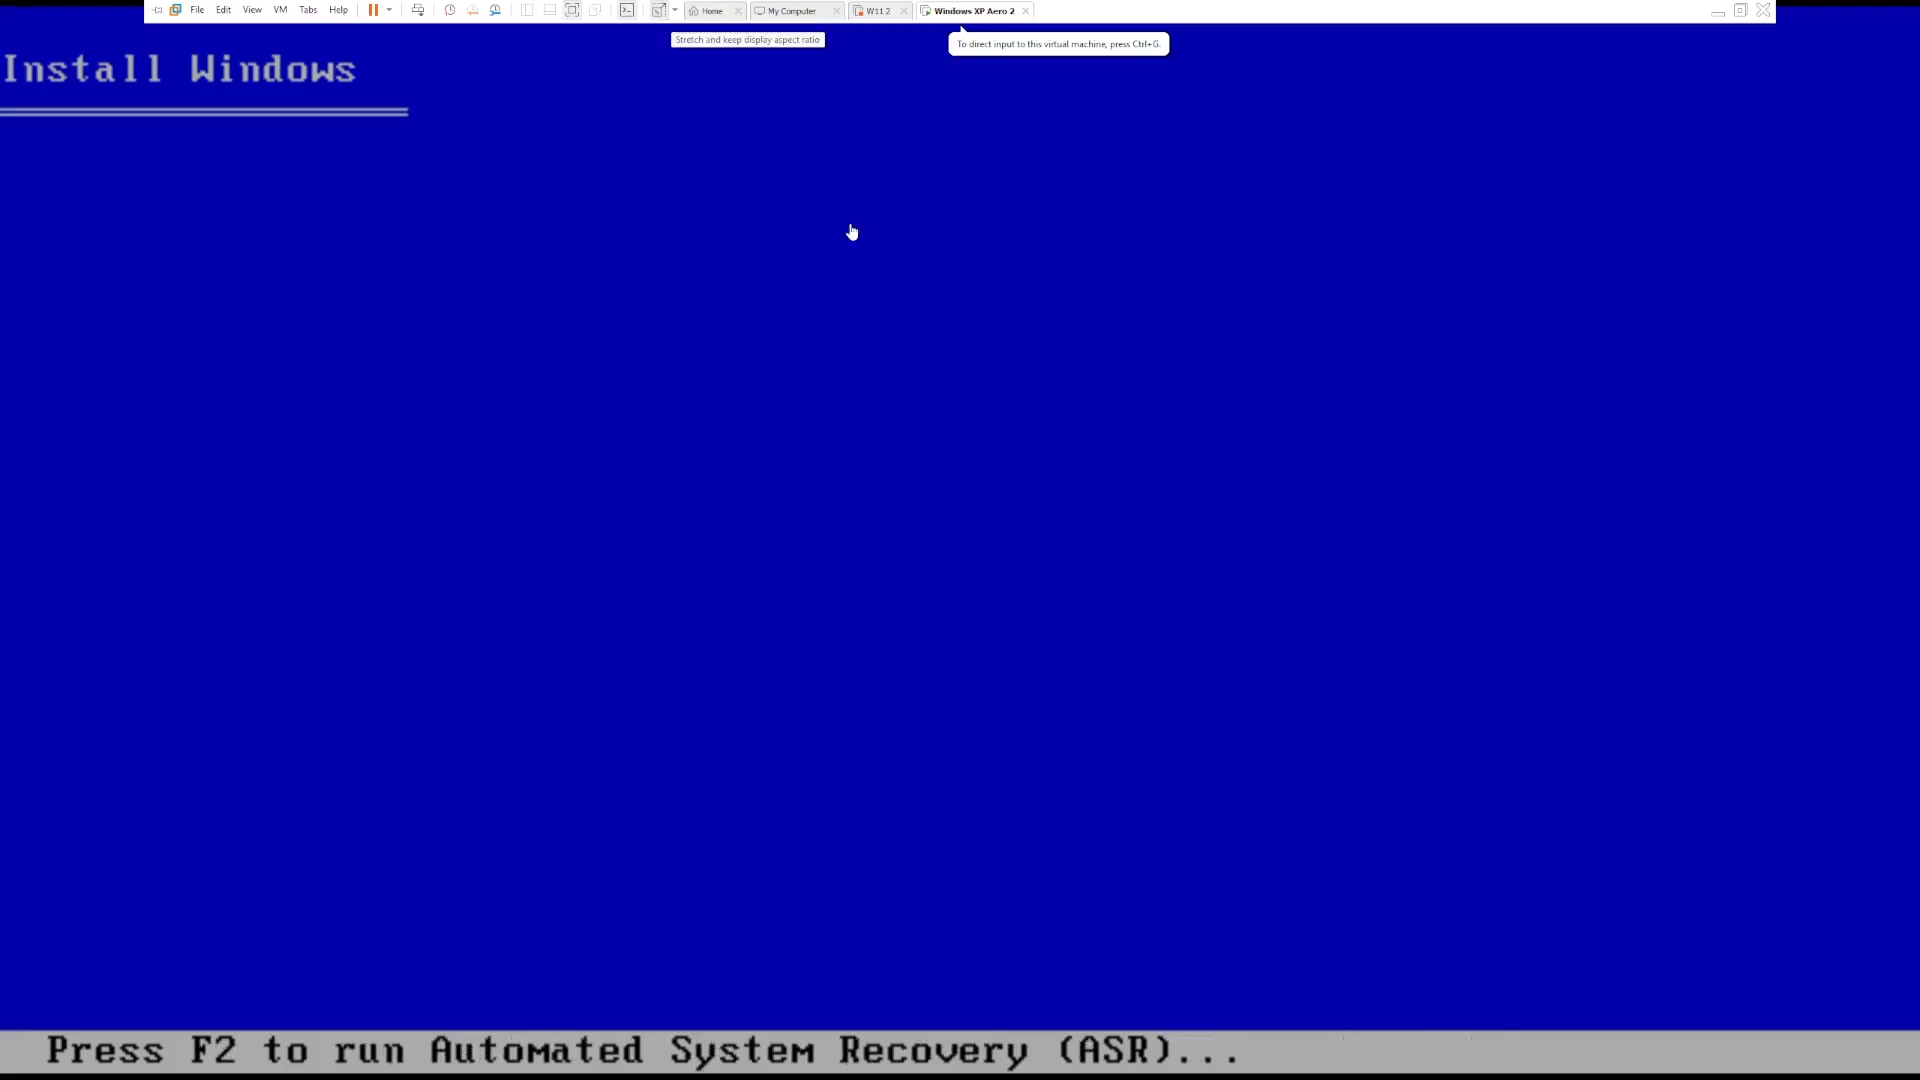 File Edit View VM Tabs Help Home My Computer W11.2 Windows XP Aero 2
Stretch and keep display aspect ratio
To direct input to this virtual machine, press Ctrl+G.
Install Windows
Press F2 to run Automated System Recovery (ASR)...